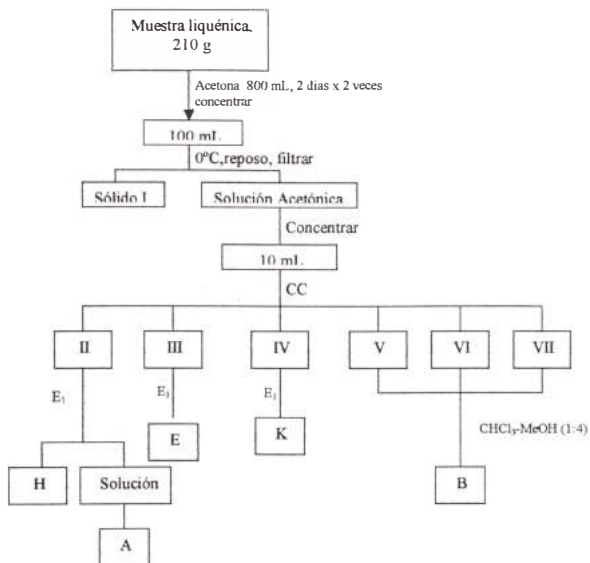 Muestra liquénica,
210 g
Acetona 800 mL, 2 dias x 2 veces
concentrar
100 mL
0ºC,reposo, filtrar
Sólido I
Solución Acetónica
Concentrar
10 mL
CC
II
III
IV
V
VI
VII
E₁
E₁
E₁
E
K
CHCl₃-MeOH (1:4)
H
Solución
B
A